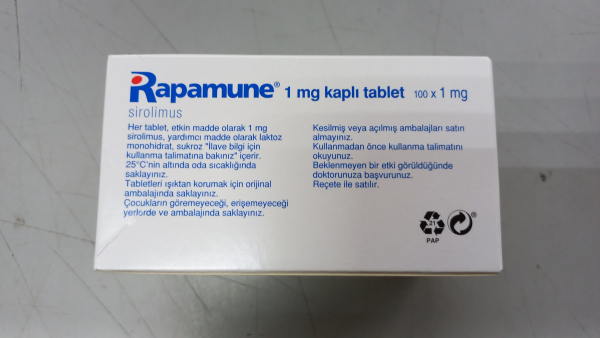 Rapamune® 1 mg kaplı tablet 100 x 1 mg
sirolimus
Her tablet, etkin madde olarak 1 mg
sirolimus, yardımcı madde olarak laktoz
monohidrat, sukroz "İlave bilgi için
kullanma talimatına bakınız" içerir.
25°C'nin altında oda sıcaklığında
saklayınız.
Tabletleri ışıktan korumak için orijinal
ambalajında saklayınız.
Çocukların göremeyeceği, erişemeyeceği
yerlerde ve ambalajında saklayınız.
Kesilmiş veya açılmış ambalajları satın
almayınız.
Kullanmadan önce kullanma talimatını
okuyunuz.
Beklenmeyen bir etki görüldüğünde
doktorunuza başvurunuz.
Reçete ile satılır.
21
PAP
®